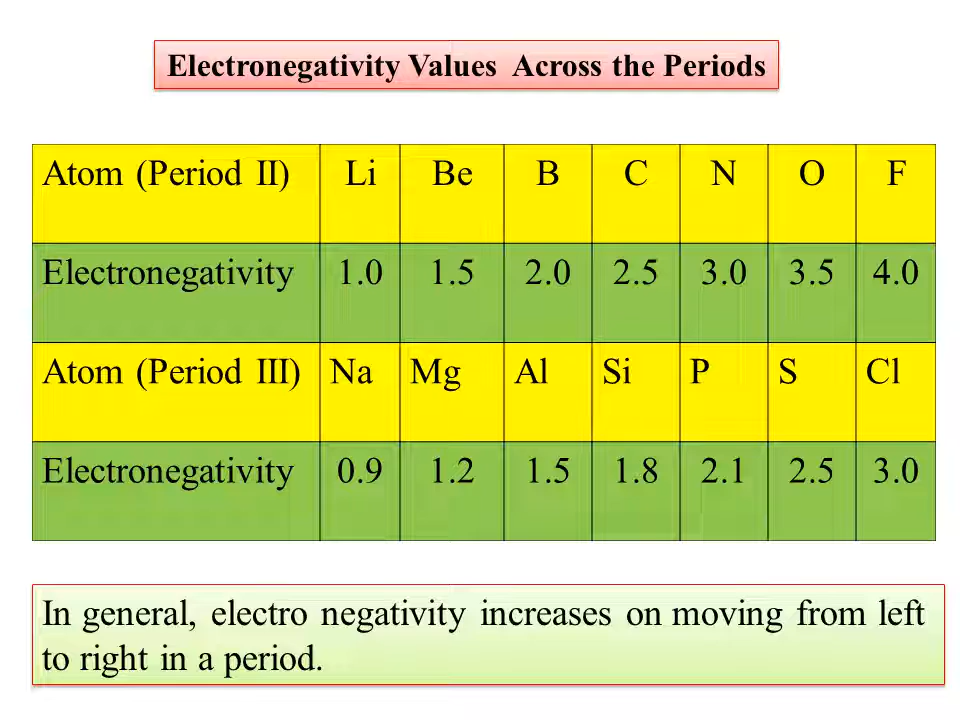 Electronegativity Values Across the Periods
Atom (Period II) Li Be B C N O F
Electronegativity 1.0 1.5 2.0 2.5 3.0 3.5 4.0
Atom (Period III) Na Mg Al Si P S Cl
Electronegativity 0.9 1.2 1.5 1.8 2.1 2.5 3.0
In general, electro negativity increases on moving from left
to right in a period.